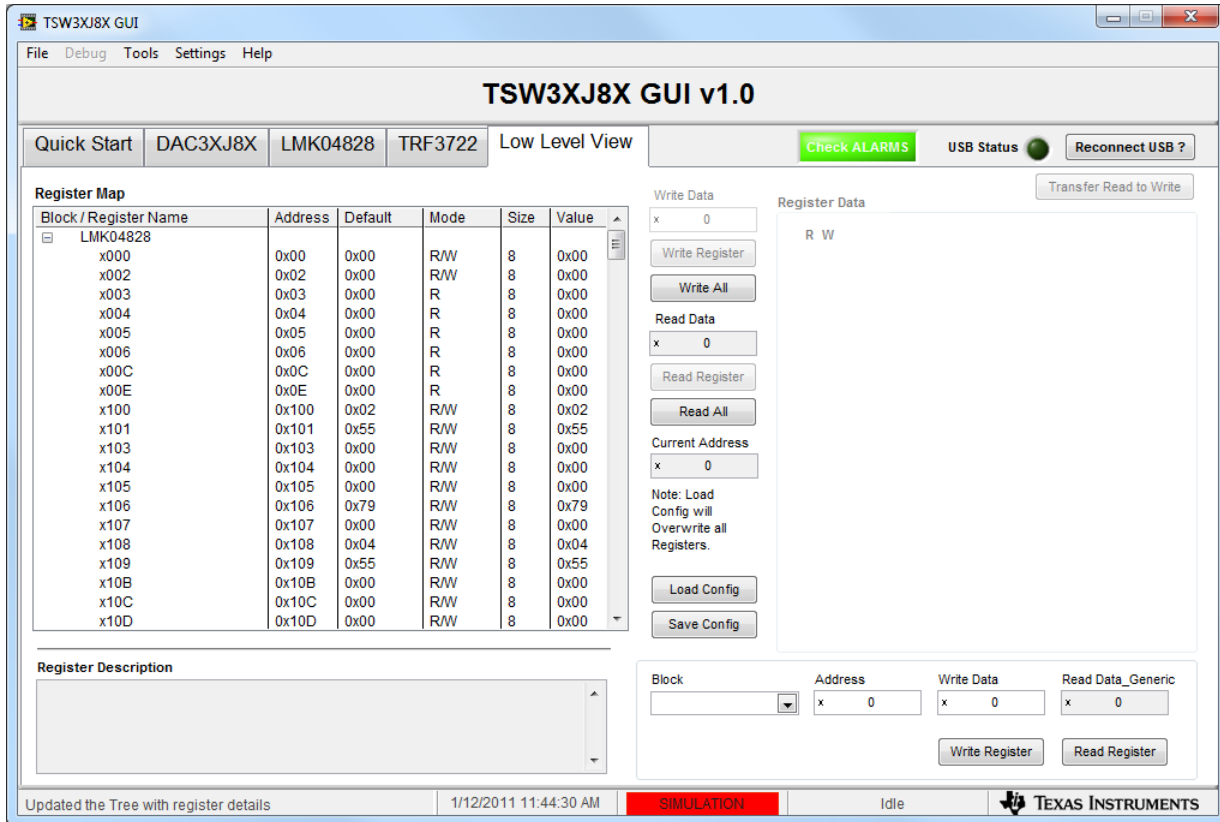 TSW3XJ8X GUI
File Debug Tools Settings Help
TSW3XJ8X GUI v1.0
Quick Start DAC3XJ8X LMK04828 TRF3722 Low Level View Check ALARMS USB Status Reconnect USB ?
Transfer Read to Write
Register Map
Block / Register Name Address Default Mode Size Value
LMK04828
x000 0x00 0x00 R/W 8 0x00
x002 0x02 0x00 R/W 8 0x00
x003 0x03 0x00 R 8 0x00
x004 0x04 0x00 R 8 0x00
x005 0x05 0x00 R 8 0x00
x006 0x06 0x00 R 8 0x00
x00C 0x0C 0x00 R 8 0x00
x00E 0x0E 0x00 R 8 0x00
x100 0x100 0x02 R/W 8 0x02
x101 0x101 0x55 R/W 8 0x55
x103 0x103 0x00 R/W 8 0x00
x104 0x104 0x00 R/W 8 0x00
x105 0x105 0x00 R/W 8 0x00
x106 0x106 0x79 R/W 8 0x79
x107 0x107 0x00 R/W 8 0x00
x108 0x108 0x04 R/W 8 0x04
x109 0x109 0x55 R/W 8 0x55
x10B 0x10B 0x00 R/W 8 0x00
x10C 0x10C 0x00 R/W 8 0x00
x10D 0x10D 0x00 R/W 8 0x00
Write Data
x 0
Write Register
Write All
Read Data
x 0
Read Register
Read All
Current Address
x 0
Note: Load
Config will
Overwrite all
Registers.
Load Config
Save Config
Register Data
R W
Register Description
Block Address Write Data Read Data_Generic
x 0 x 0 x 0
Write Register Read Register
Updated the Tree with register details 1/12/2011 11:44:30 AM SIMULATION Idle TEXAS INSTRUMENTS